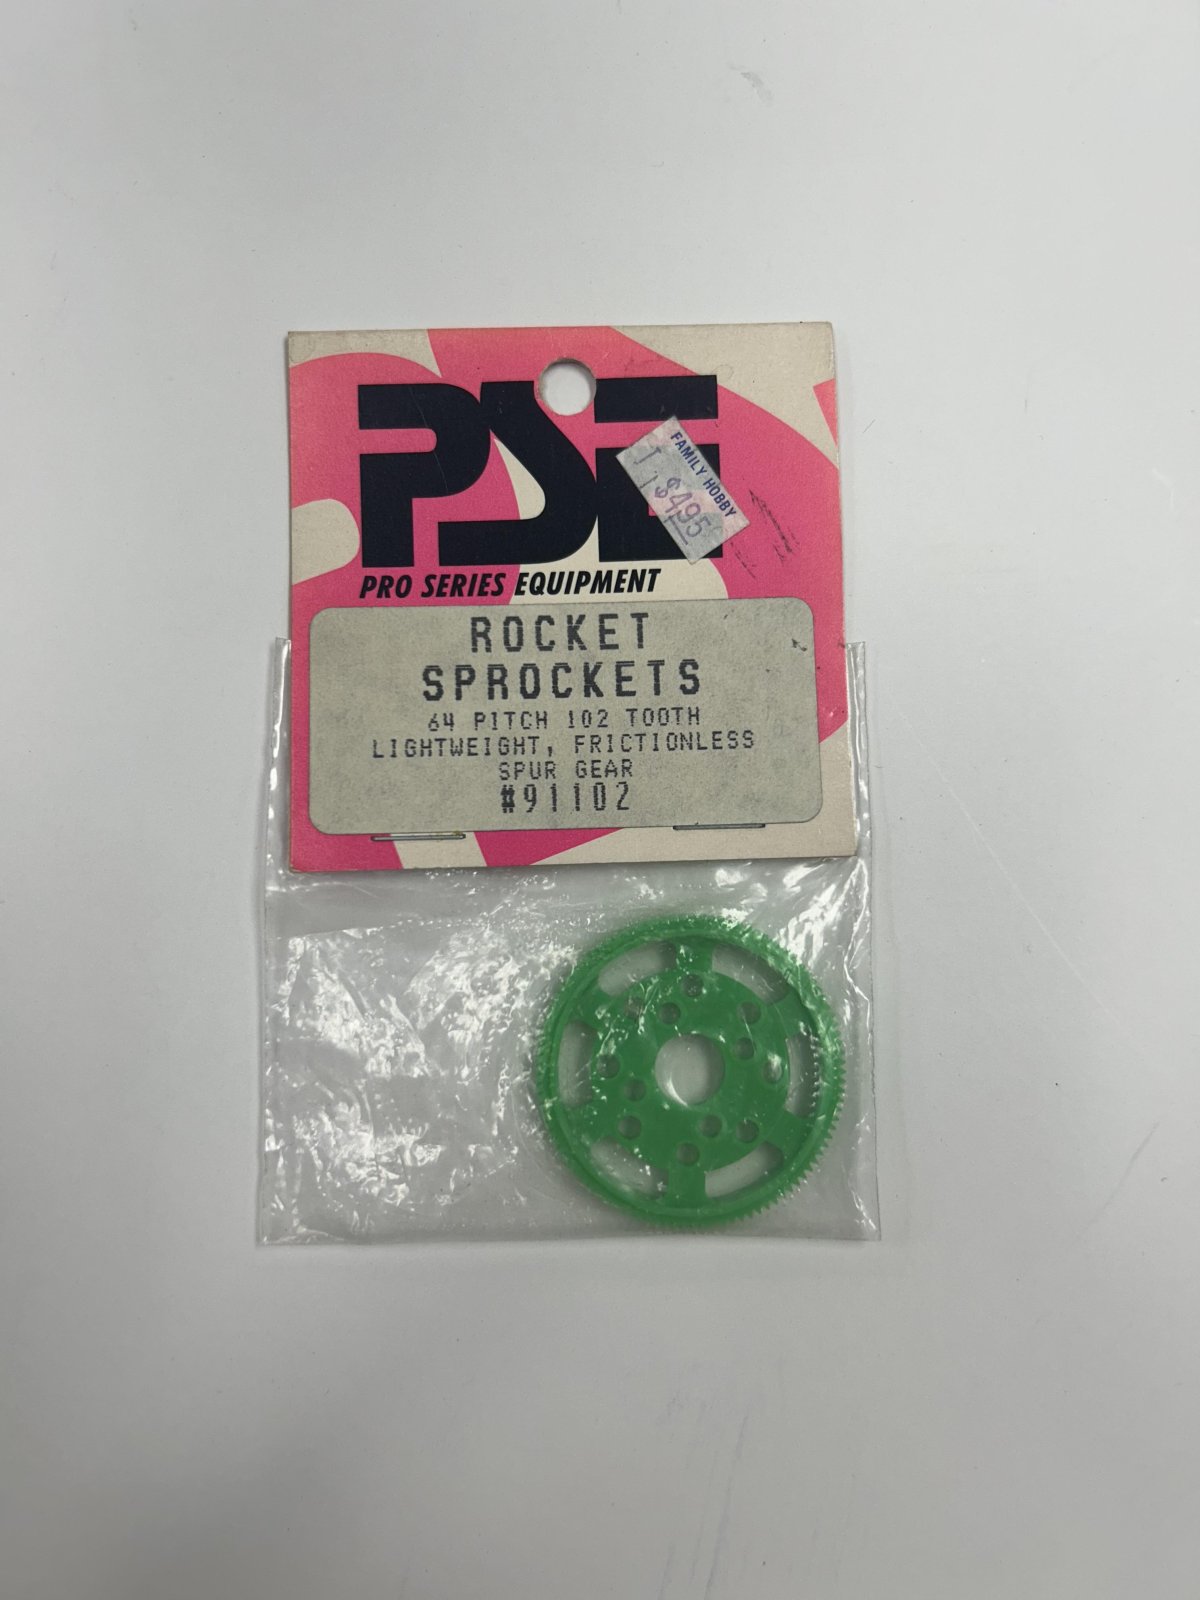 PSE
FAMILY HOBBY
$4.95
PRO SERIES EQUIPMENT
ROCKET
SPROCKETS
64 PITCH 102 TOOTH
LIGHTWEIGHT, FRICTIONLESS
SPUR GEAR
#91102